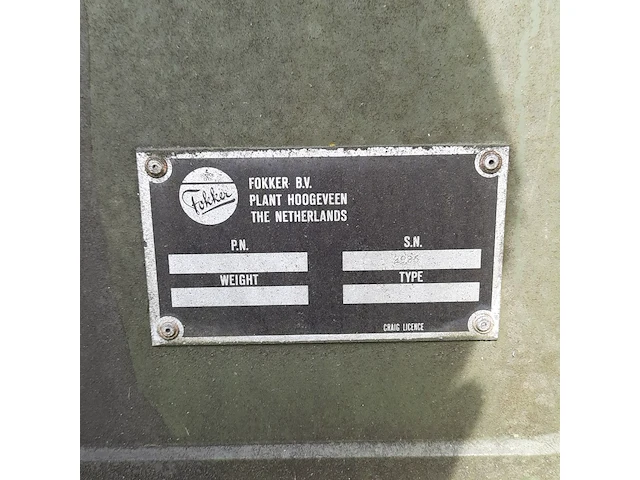 Fokker
FOKKER B.V.
PLANT HOOGEVEEN
THE NETHERLANDS
P.N. S.N.
WEIGHT TYPE
CRAIG LICENCE